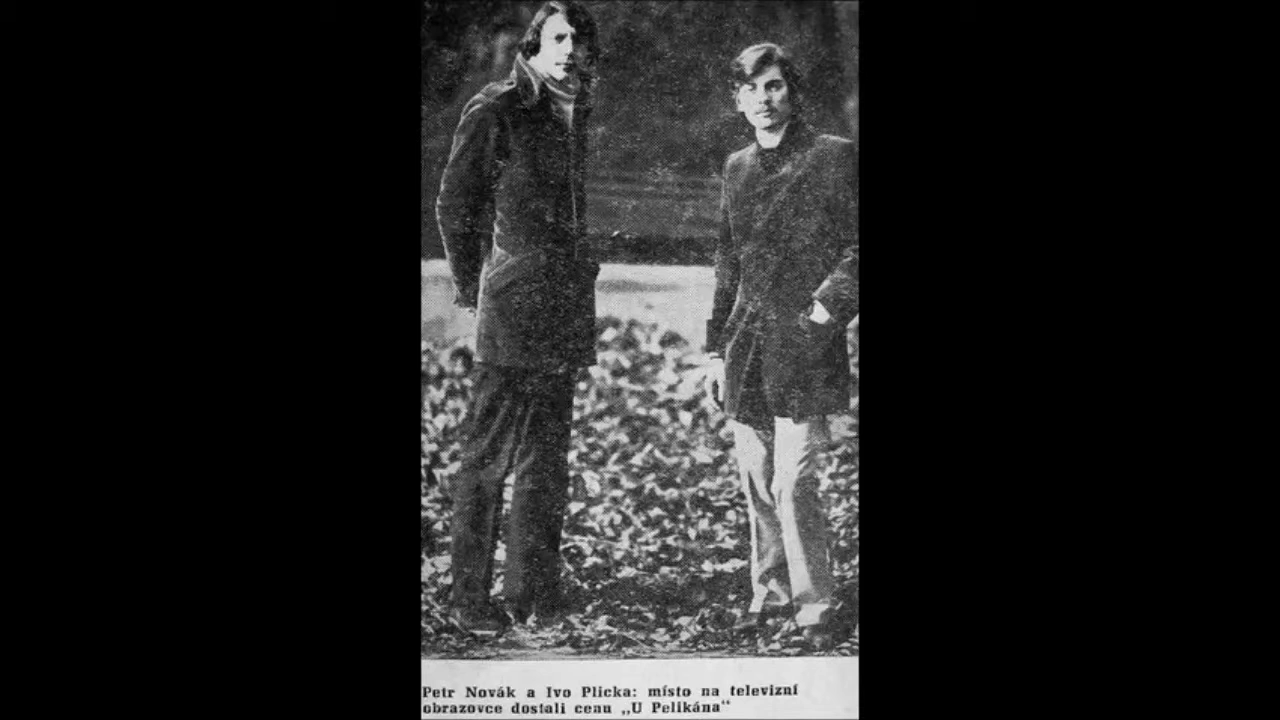 Petr Novák a Ivo Plicka: místo na televizní
obrazovce dostali cenu „U Pelikána"